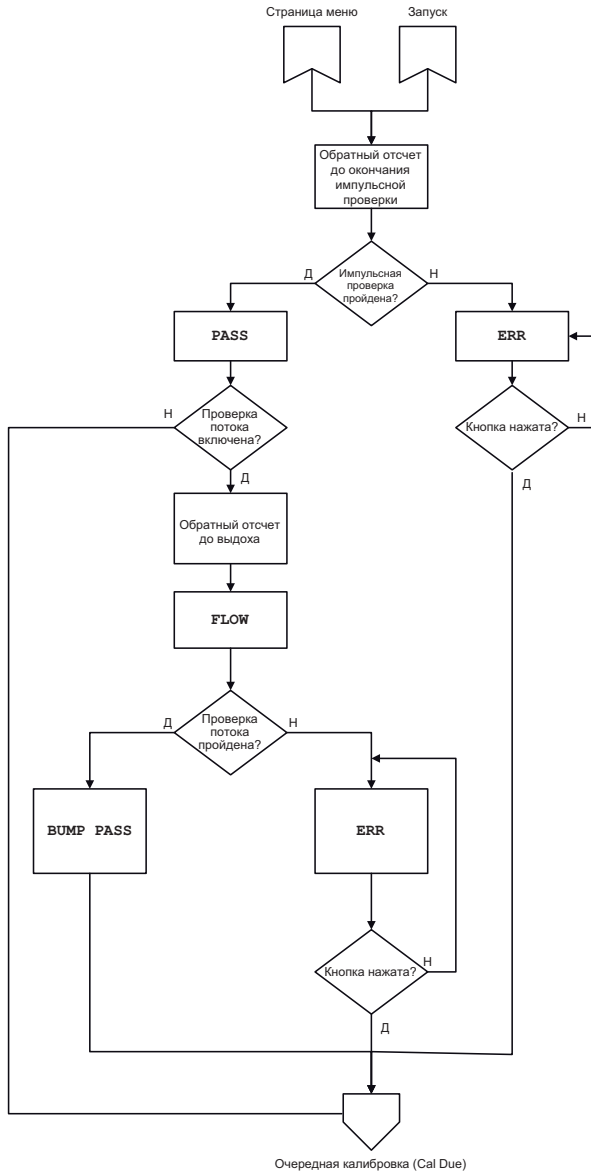 Страница меню
Запуск
Обратный отсчет
до окончания
импульсной
проверки
Импульсная
проверка
пройдена?
Д
Н
PASS
ERR
Проверка
потока
включена?
Н
Д
Кнопка нажата?
Н
Д
Обратный отсчет
до выдоха
FLOW
Проверка
потока
пройдена?
Д
Н
BUMP PASS
ERR
Кнопка нажата?
Н
Д
Очередная калибровка (Cal Due)